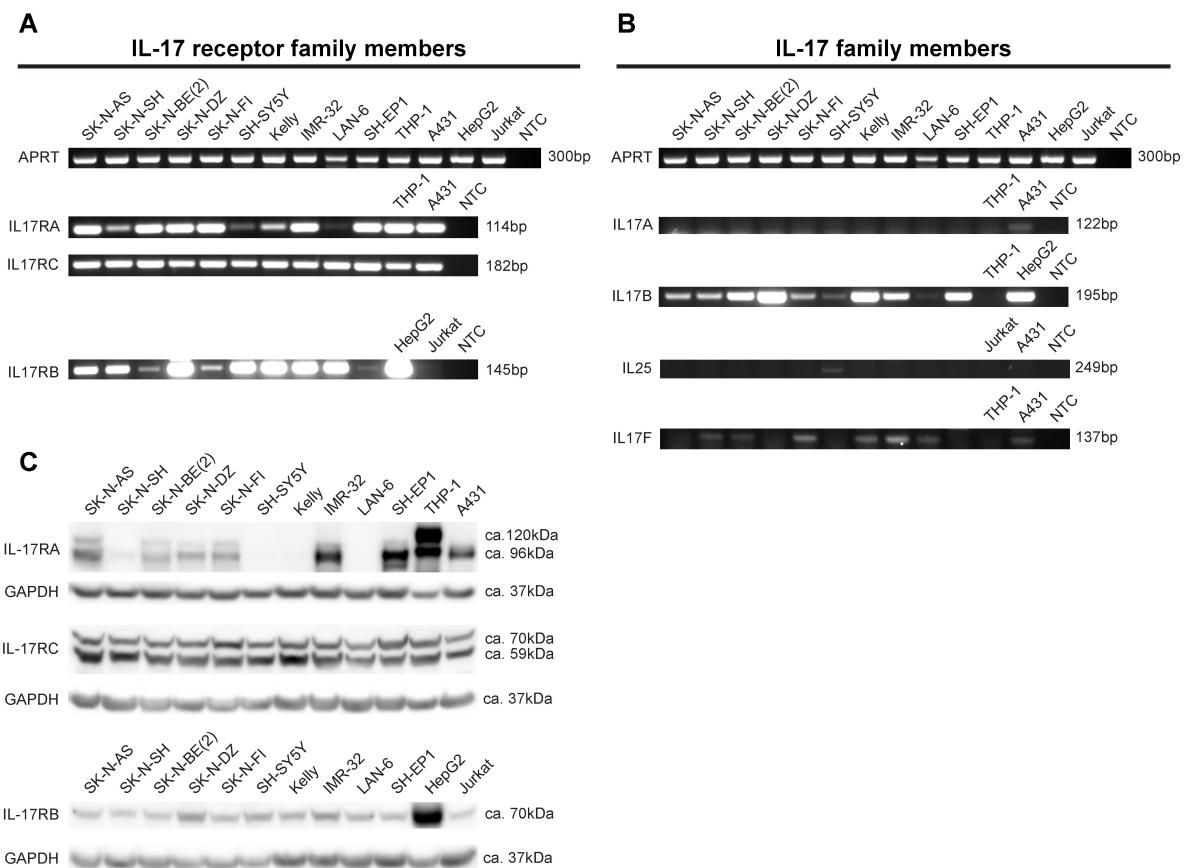 A
IL-17 receptor family members
SK-N-AS SK-N-SH SK-N-BE(2) SK-N-DZ SK-N-FI SH-SY5Y Kelly IMR-32 LAN-6 SH-EP1 THP-1 A431 HepG2 Jurkat NTC
APRT 300bp
THP-1 A431 NTC
IL17RA 114bp
IL17RC 182bp
HepG2 Jurkat NTC
IL17RB 145bp
B
IL-17 family members
SK-N-AS SK-N-SH SK-N-BE(2) SK-N-DZ SK-N-FI SH-SY5Y Kelly IMR-32 LAN-6 SH-EP1 THP-1 A431 HepG2 Jurkat NTC
APRT 300bp
THP-1 A431 NTC
IL17A 122bp
THP-1 HepG2 NTC
IL17B 195bp
Jurkat A431 NTC
IL25 249bp
THP-1 A431 NTC
IL17F 137bp
C
SK-N-AS SK-N-SH SK-N-BE(2) SK-N-DZ SK-N-FI SH-SY5Y Kelly IMR-32 LAN-6 SH-EP1 THP-1 A431
IL-17RA ca.120kDa
ca. 96kDa
GAPDH ca. 37kDa
IL-17RC ca. 70kDa
ca. 59kDa
GAPDH ca. 37kDa
SK-N-AS SK-N-SH SK-N-BE(2) SK-N-DZ SK-N-FI SH-SY5Y Kelly IMR-32 LAN-6 SH-EP1 HepG2 Jurkat
IL-17RB ca. 70kDa
GAPDH ca. 37kDa